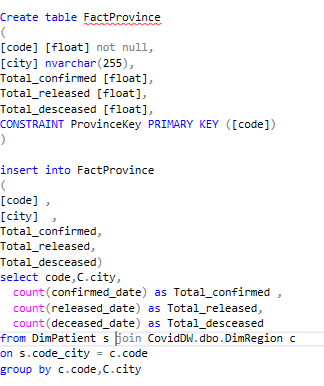 Create table FactProvince
(
[code] [float] not null,
[city] nvarchar(255),
Total_confirmed [float],
Total_released [float],
Total_desceased [float],
CONSTRAINT ProvinceKey PRIMARY KEY ([code])
)
insert into FactProvince
(
[code] ,
[city]  ,
Total_confirmed,
Total_released,
Total_desceased)
select code,C.city,
count(confirmed_date) as Total_confirmed ,
count(released_date) as Total_released,
count(deceased_date) as Total_desceased
from DimPatient s join CovidDW.dbo.DimRegion c
on s.code_city = c.code
group by c.code,C.city